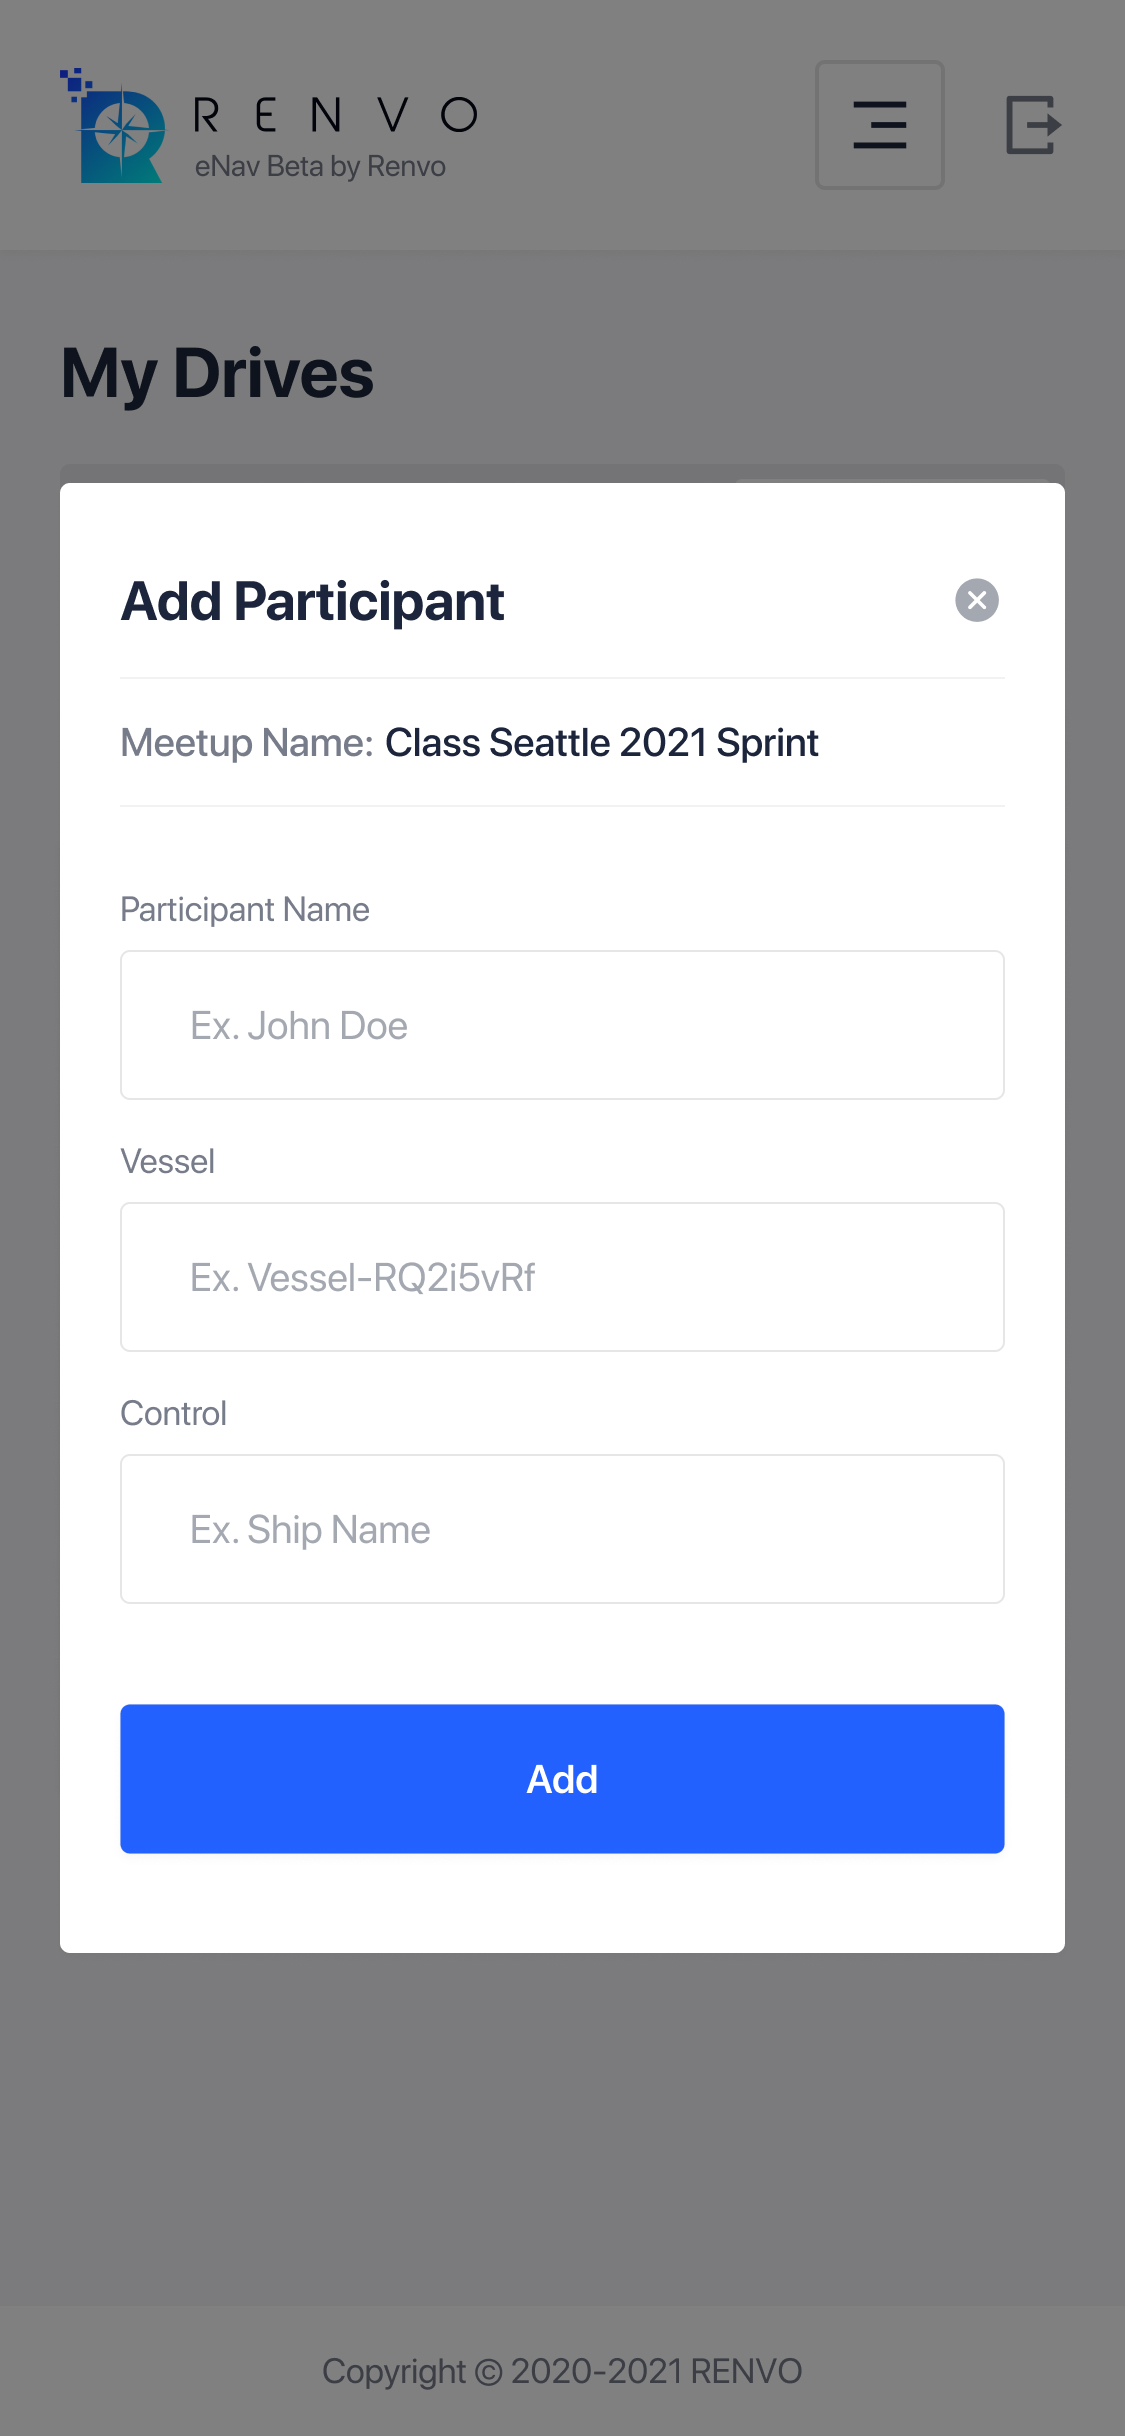 RENVO
eNav Beta by Renvo
My Drives
Add Participant
Meetup Name: Class Seattle 2021 Sprint
Participant Name
Ex. John Doe
Vessel
Ex. Vessel-RQ2i5vRf
Control
Ex. Ship Name
Add
Copyright © 2020-2021 RENVO